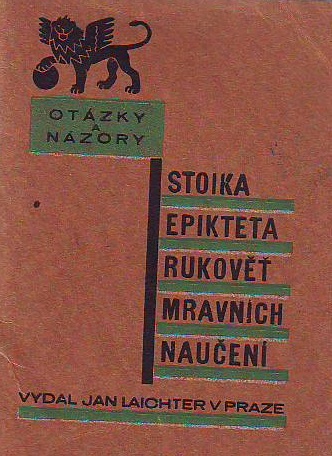 OTÁZKY
A
NÁZORY
STOIKA
EPIKTETA
RUKOVĚŤ
MRAVNÍCH
NAUČENÍ
VYDAL JAN LAICHTER V PRAZE